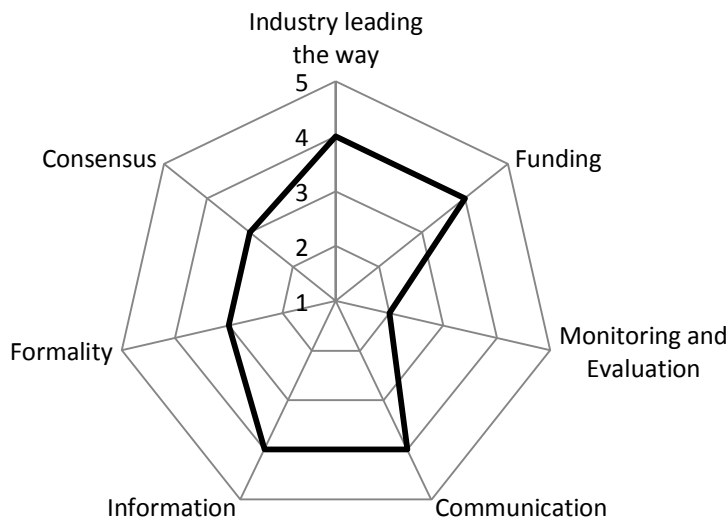 Industry leading
the way
5
4
3
2
1
Funding
Monitoring and
Evaluation
Communication
Information
Formality
Consensus